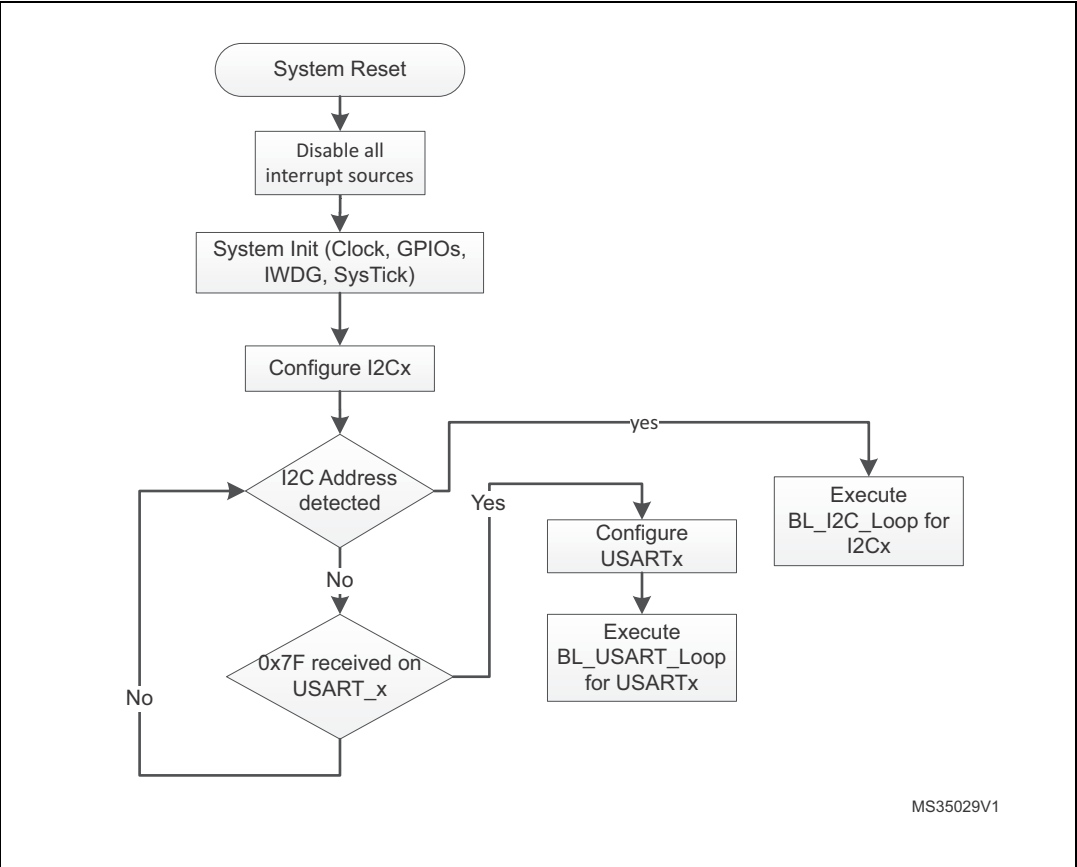 System Reset
Disable all
interrupt sources
System Init (Clock, GPIOs,
IWDG, SysTick)
Configure I2Cx
I2C Address
detected
yes
Execute
BL_I2C_Loop for
I2Cx
Yes
Configure
USARTx
Execute
BL_USART_Loop
for USARTx
No
0x7F received on
USART_x
No
MS35029V1